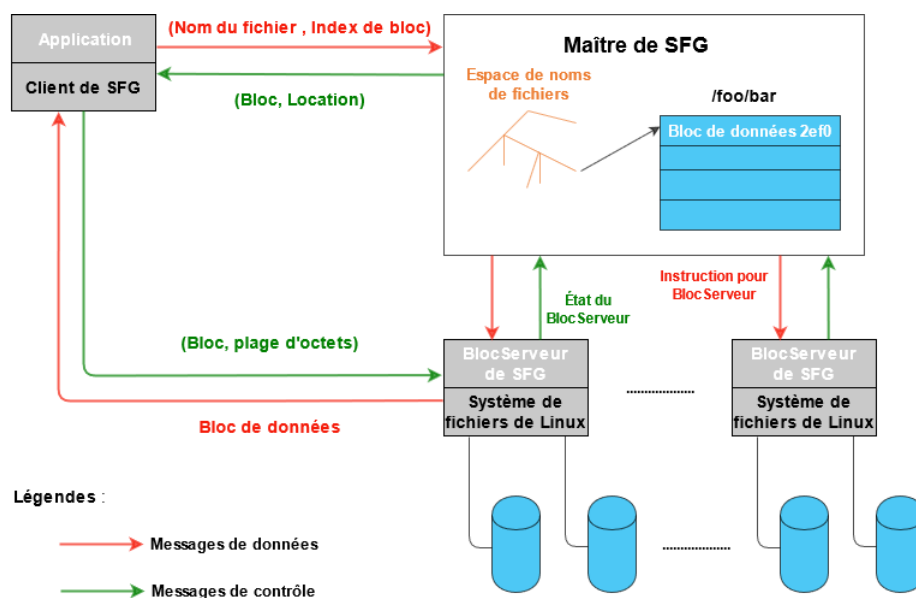 Application
Client de SFG
(Nom du fichier , Index de bloc)
(Bloc, Location)
Maître de SFG
Espace de noms
de fichiers
/foo/bar
Bloc de données 2ef0
Instruction pour
BlocServeur
État du
BlocServeur
(Bloc, plage d'octets)
Bloc de données
BlocServeur
de SFG
Système de
fichiers de Linux
BlocServeur
de SFG
Système de
fichiers de Linux
Légendes :
Messages de données
Messages de contrôle